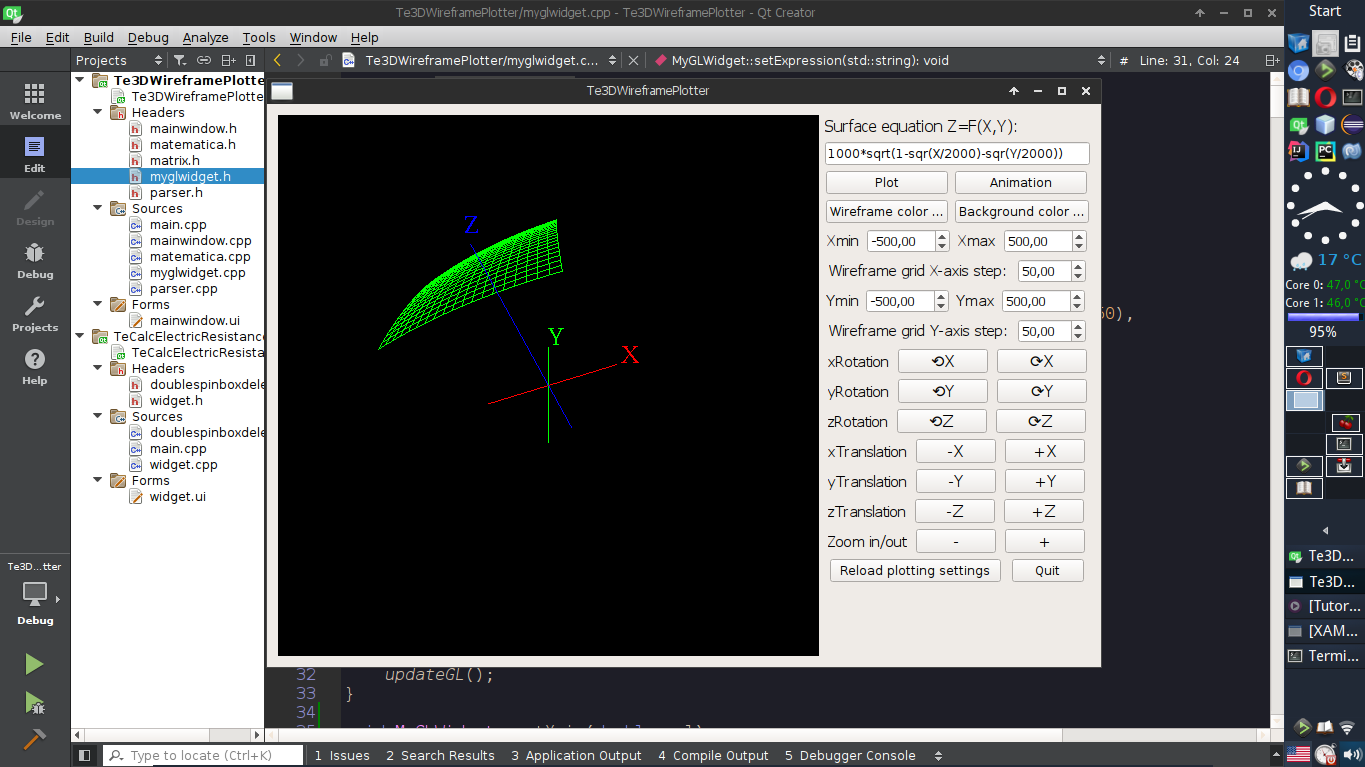 Te3DWireframePlotter/myglwidget.cpp - Te3DWireframePlotter - Qt Creator
Start
File Edit Build Debug Analyze Tools Window Help
Projects
Te3DWireframePlotter/myglwidget.c...
MyGLWidget::setExpression(std::string): void
# Line: 31, Col: 24
Welcome
Edit
Design
Debug
Projects
Help
Te3D...tter
Debug
Te3DWireframePlotte
Te3DWireframePlotte
Headers
mainwindow.h
matematica.h
matrix.h
myglwidget.h
parser.h
Sources
main.cpp
mainwindow.cpp
matematica.cpp
myglwidget.cpp
parser.cpp
Forms
mainwindow.ui
TeCalcElectricResistanc
TeCalcElectricResista
Headers
doublespinboxdele
widget.h
Sources
doublespinboxdele
main.cpp
widget.cpp
Forms
widget.ui
Te3DWireframePlotter
Z
Y
X
Surface equation Z=F(X,Y):
1000*sqrt(1-sqr(X/2000)-sqr(Y/2000))
Plot Animation
Wireframe color ... Background color ...
Xmin -500,00 Xmax 500,00
Wireframe grid X-axis step: 50,00
Ymin -500,00 Ymax 500,00
Wireframe grid Y-axis step: 50,00
xRotation ⟲X ⟳X
yRotation ⟲Y ⟳Y
zRotation ⟲Z ⟳Z
xTranslation -X +X
yTranslation -Y +Y
zTranslation -Z +Z
Zoom in/out - +
Reload plotting settings Quit
32 updateGL();
33 }
34
Type to locate (Ctrl+K)
1 Issues 2 Search Results 3 Application Output 4 Compile Output 5 Debugger Console
17 °C
Core 0: 47,0 °
Core 1: 46,0 °
95%
Te3D...
Te3D...
[Tutor...
[XAM...
Termi...